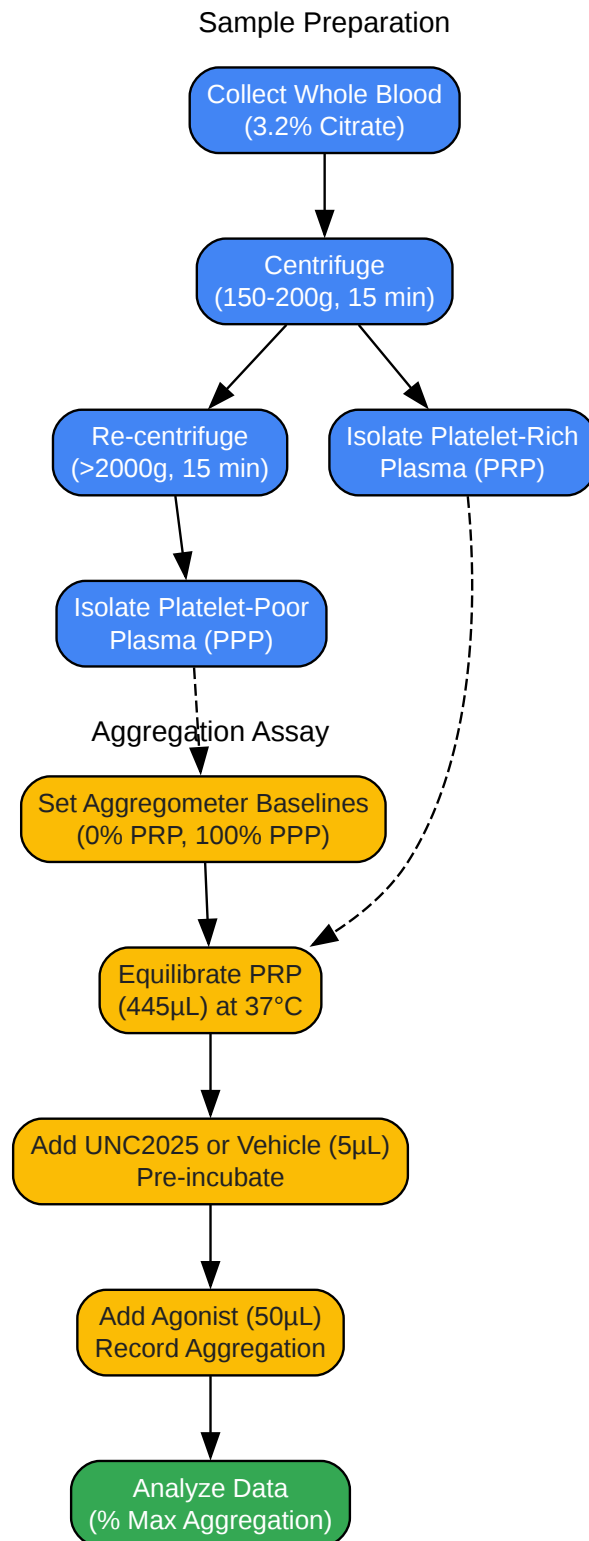 Sample Preparation
Collect Whole Blood
(3.2% Citrate)
Centrifuge
(150-200g, 15 min)
Re-centrifuge
(>2000g, 15 min)
Isolate Platelet-Rich
Plasma (PRP)
Isolate Platelet-Poor
Plasma (PPP)
Aggregation Assay
Set Aggregometer Baselines
(0% PRP, 100% PPP)
Equilibrate PRP
(445µL) at 37°C
Add UNC2025 or Vehicle (5µL)
Pre-incubate
Add Agonist (50µL)
Record Aggregation
Analyze Data
(% Max Aggregation)